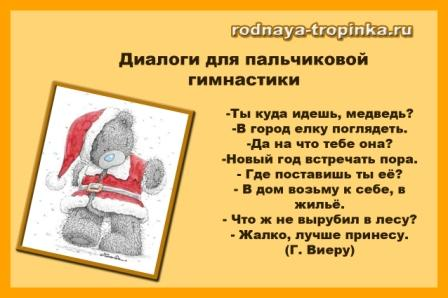 rodnaya-tropinka.ru
Диалоги для пальчиковой
гимнастики
-Ты куда идешь, медведь?
-В город елку поглядеть.
-Да на что тебе она?
-Новый год встречать пора.
- Где поставишь ты её?
- В дом возьму к себе, в
жильё.
- Что ж не вырубил в лесу?
- Жалко, лучше принесу.
(Г. Виеру)